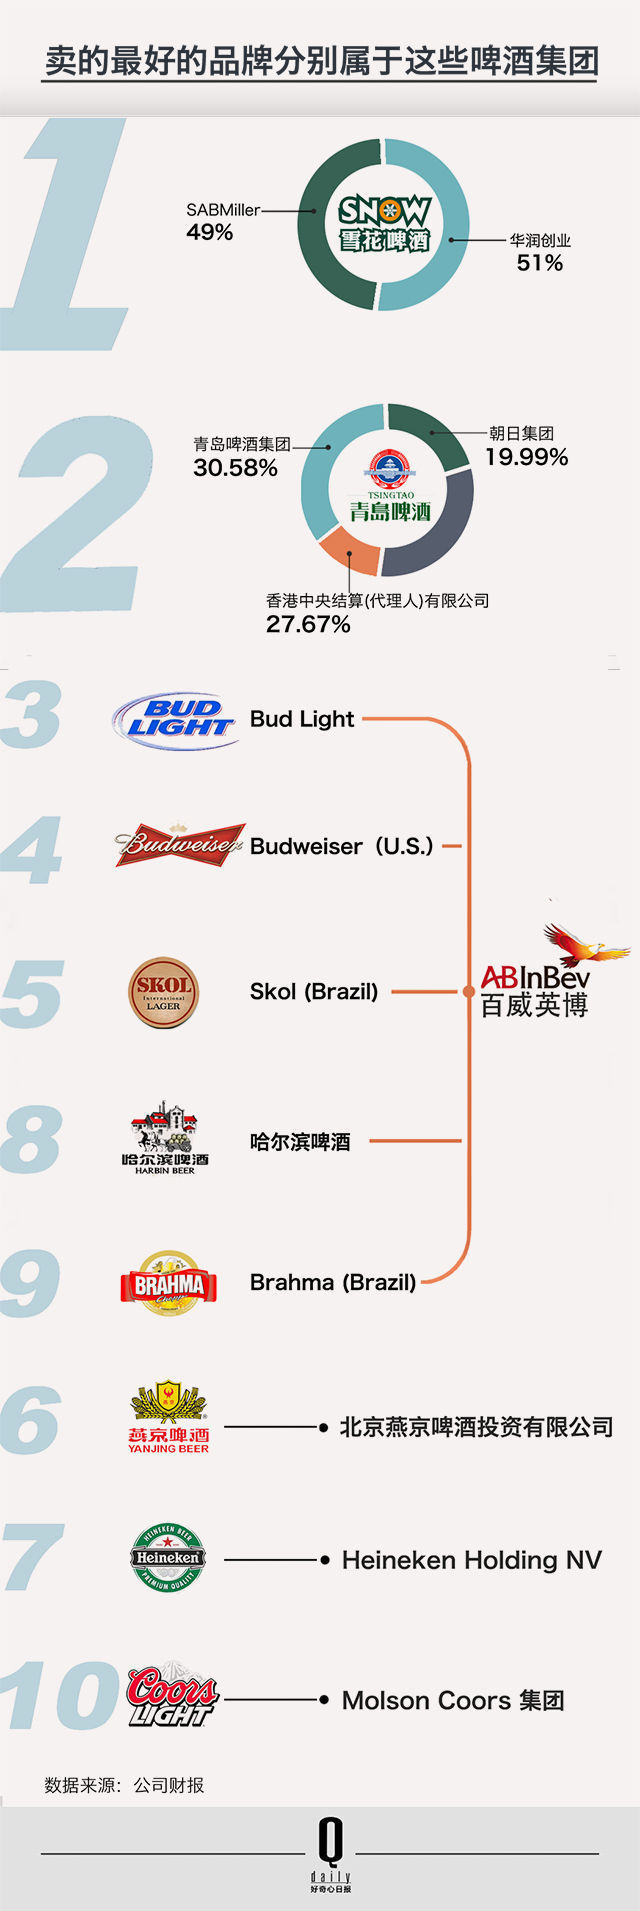 卖的最好的品牌分别属于这些啤酒集团
1
SABMiller
49%
SNOW
雪花啤酒
华润创业
51%
2
青岛啤酒集团
30.58%
朝日集团
19.99%
TSINGTAO
青島啤酒
香港中央结算(代理人)有限公司
27.67%
3
BUD
LIGHT
Bud Light
4
Budweiser
Budweiser（U.S.）
5
SKOL
International
LAGER
Skol (Brazil)
ABInBev
百威英博
8
哈尔滨啤酒
HARBIN BEER
哈尔滨啤酒
9
BRAHMA
Chopp
Brahma (Brazil)
6
燕京啤酒
YANJING BEER
北京燕京啤酒投资有限公司
7
HEINEKEN BEER
Heineken
PREMIUM QUALITY
Heineken Holding NV
10
Coors
LIGHT
Molson Coors 集团
数据来源：公司财报
Q
daily
好奇心日报